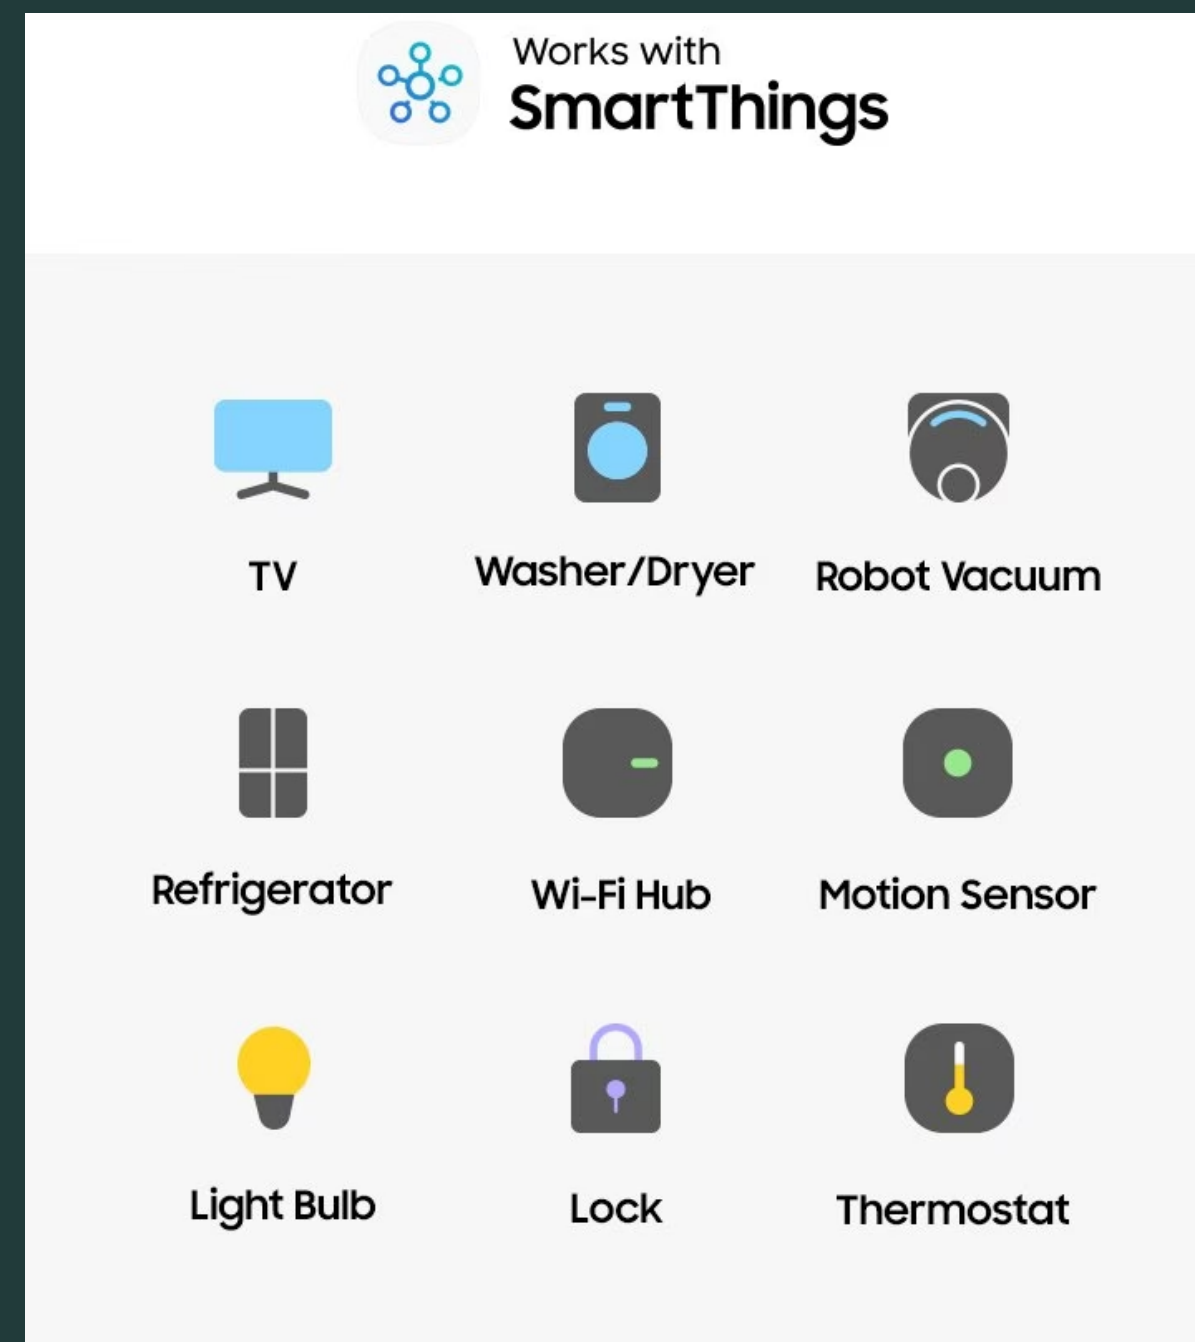 Works with
SmartThings
TV
Washer/Dryer
Robot Vacuum
Refrigerator
Wi-Fi Hub
Motion Sensor
Light Bulb
Lock
Thermostat